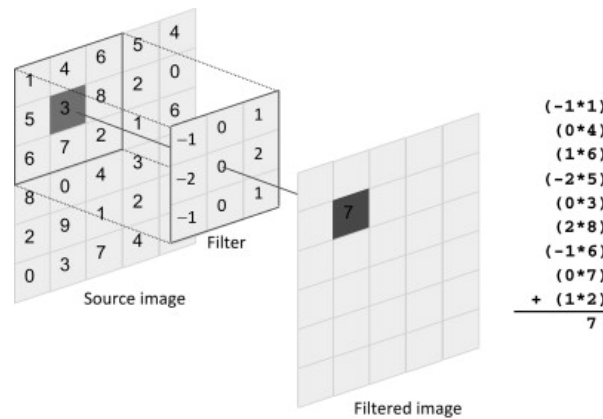 1 4 6 5 4
5 3 8 2 0
6 7 2 1 6
8 0 4 3
2 9 1 2
0 3 7 4
Source image
−1 0 1
−2 0 2
−1 0 1
Filter
7
Filtered image
(-1*1)
(0*4)
(1*6)
(-2*5)
(0*3)
(2*8)
(-1*6)
(0*7)
+ (1*2)
7